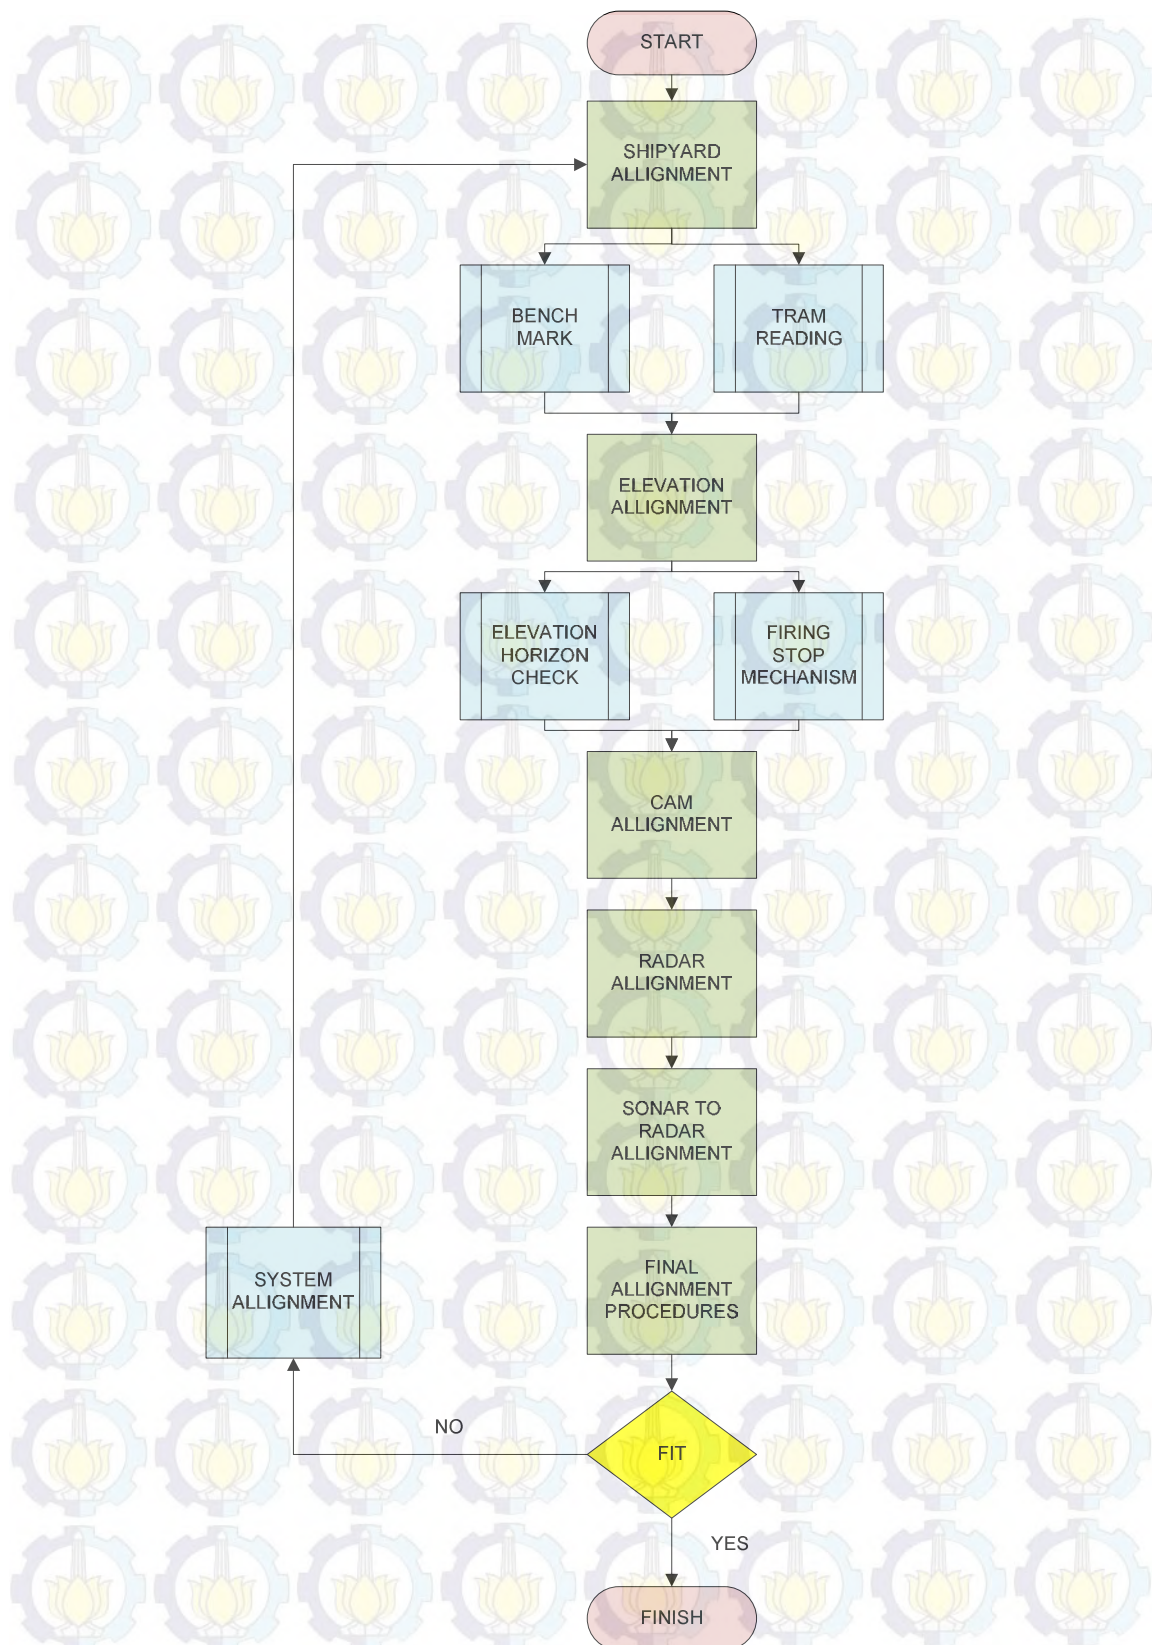 START
SHIPYARD
ALLIGNMENT
BENCH
MARK
TRAM
READING
ELEVATION
ALLIGNMENT
ELEVATION
HORIZON
CHECK
FIRING
STOP
MECHANISM
CAM
ALLIGNMENT
RADAR
ALLIGNMENT
SONAR TO
RADAR
ALLIGNMENT
FINAL
ALLIGNMENT
PROCEDURES
SYSTEM
ALLIGNMENT
NO
FIT
YES
FINISH